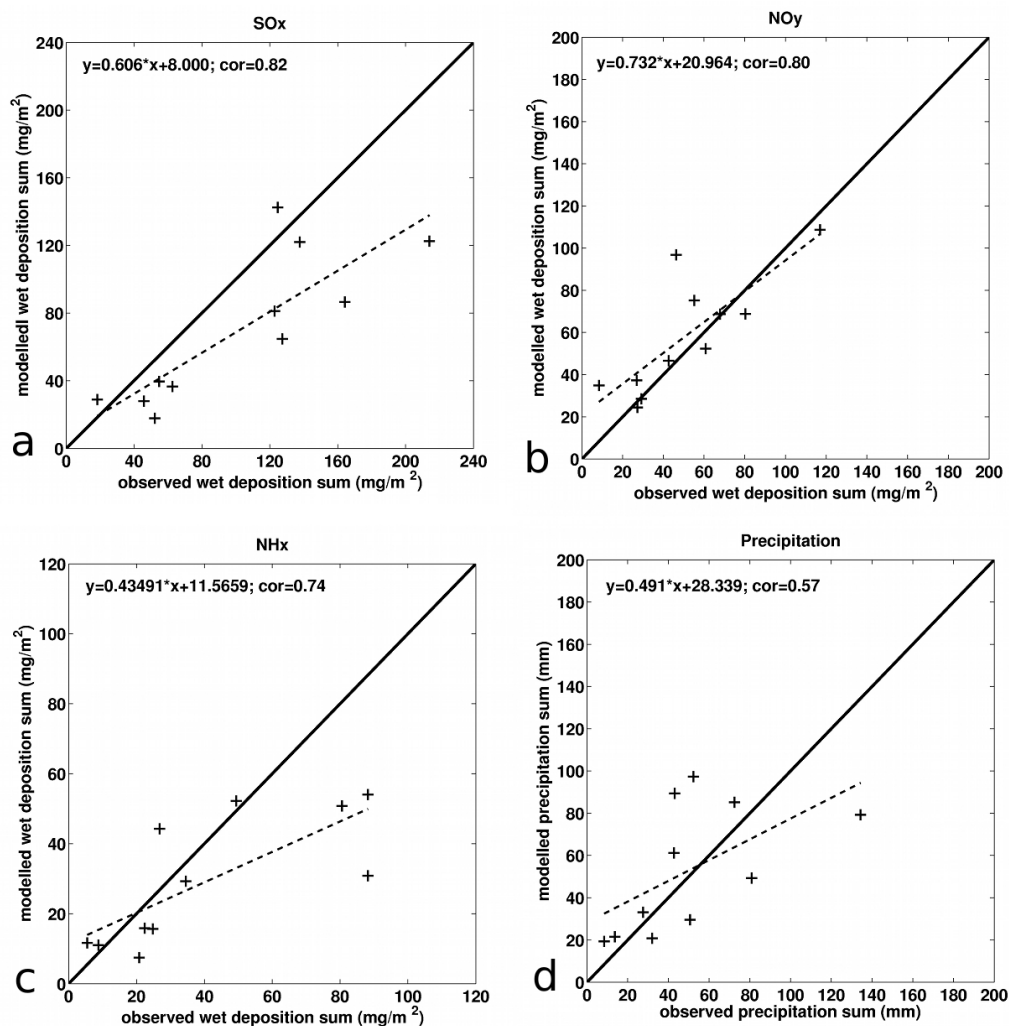 SOx
y=0.606*x+8.000; cor=0.82
modelledl wet deposition sum (mg/m²)
240
200
160
120
80
40
0
0 40 80 120 160 200 240
observed wet deposition sum (mg/m ²)
a
NOy
y=0.732*x+20.964; cor=0.80
modelled wet deposition sum (mg/m²)
200
180
160
140
120
100
80
60
40
20
0
0 20 40 60 80 100 120 140 160 180 200
observed wet deposition sum (mg/m ²)
b
NHx
y=0.43491*x+11.5659; cor=0.74
modelled wet deposition sum (mg/m²)
120
100
80
60
40
20
0
0 20 40 60 80 100 120
observed wet deposition sum (mg/m ²)
c
Precipitation
y=0.491*x+28.339; cor=0.57
modelled precipitation sum (mm)
200
180
160
140
120
100
80
60
40
20
0
0 20 40 60 80 100 120 140 160 180 200
observed precipitation sum (mm)
d